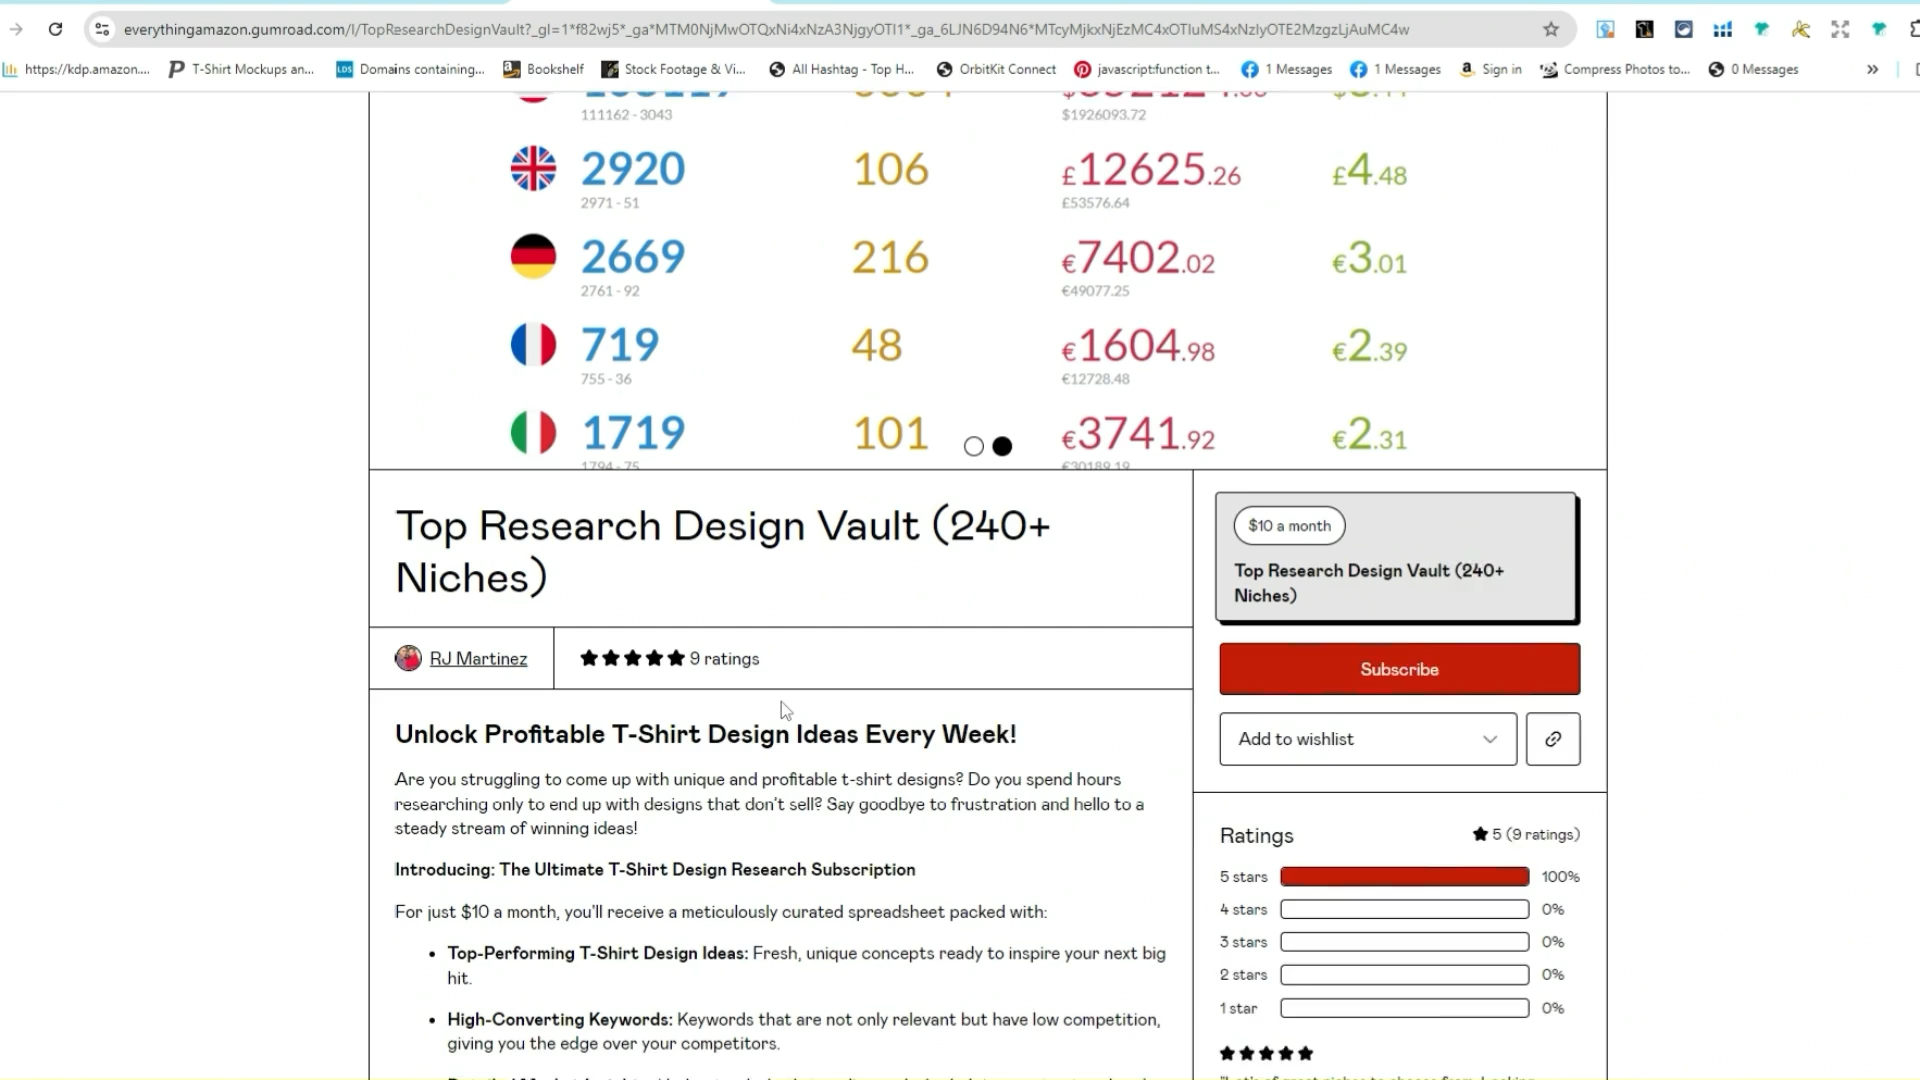 everythingamazon.gumroad.com/l/TopResearchDesignVault?_gl=1*f82wj5*_ga*MTM0NjMwOTQxNi4xNzA3NjgyOTI1*_ga_6LJN6D94N6*MTcyMjkxNjEzMC4xOTIuMS4xNzIyOTE2MzgzLjAuMC4w
https://kdp.amazon.... T-Shirt Mockups an... LDS Domains containing... Bookshelf Stock Footage & Vi... All Hashtag - Top H... OrbitKit Connect javascript:function t... 1 Messages 1 Messages Sign in Compress Photos to... 0 Messages »
111162 - 3043 $1926093.72
2920 106 £12625.26 £4.48
2971 - 51 £53576.64
2669 216 €7402.02 €3.01
2761 - 92 €49077.25
719 48 €1604.98 €2.39
755 - 36 €12728.48
1719 101 €3741.92 €2.31
1794 - 75 €30189.19
Top Research Design Vault (240+
Niches)
RJ Martinez
9 ratings
Unlock Profitable T-Shirt Design Ideas Every Week!
Are you struggling to come up with unique and profitable t-shirt designs? Do you spend hours
researching only to end up with designs that don't sell? Say goodbye to frustration and hello to a
steady stream of winning ideas!
Introducing: The Ultimate T-Shirt Design Research Subscription
For just $10 a month, you'll receive a meticulously curated spreadsheet packed with:
• Top-Performing T-Shirt Design Ideas: Fresh, unique concepts ready to inspire your next big
hit.
• High-Converting Keywords: Keywords that are not only relevant but have low competition,
giving you the edge over your competitors.
$10 a month
Top Research Design Vault (240+
Niches)
Subscribe
Add to wishlist
Ratings
5 (9 ratings)
5 stars 100%
4 stars 0%
3 stars 0%
2 stars 0%
1 star 0%